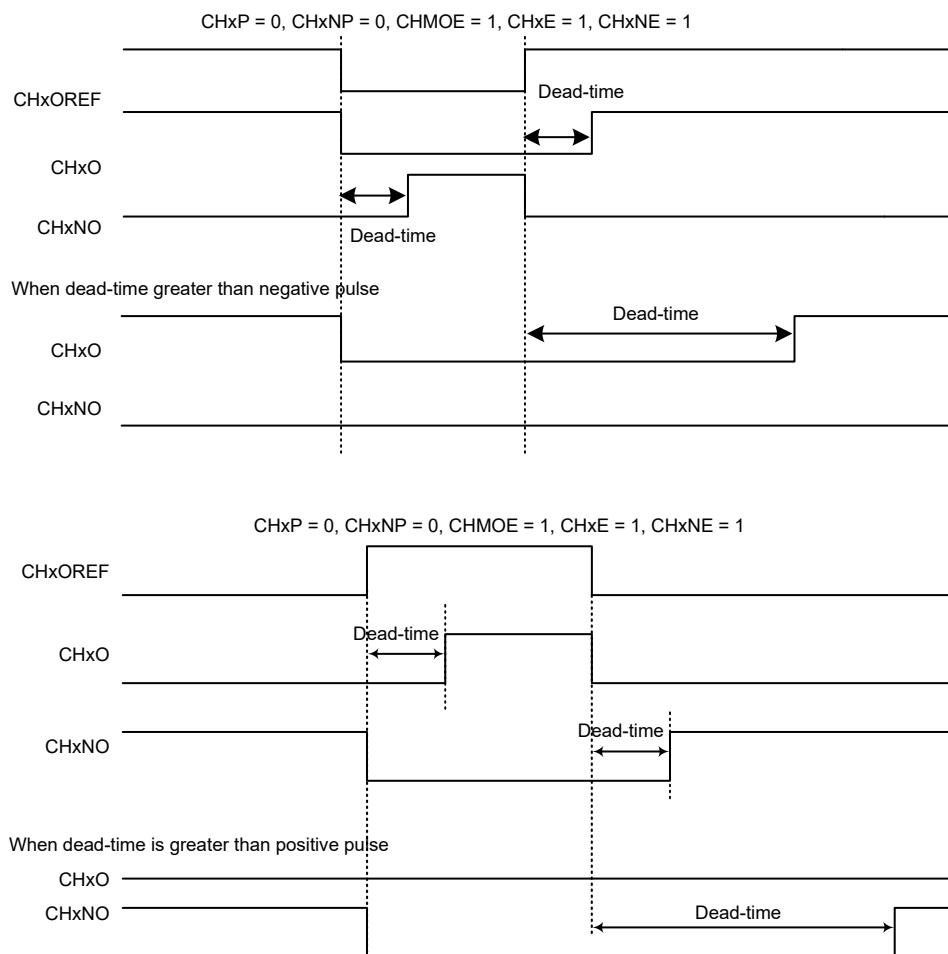 CHxP = 0, CHxNP = 0, CHMOE = 1, CHxE = 1, CHxNE = 1
Dead-time
CHxOREF
CHxO
CHxNO
Dead-time
When dead-time greater than negative pulse
Dead-time
CHxO
CHxNO
CHxP = 0, CHxNP = 0, CHMOE = 1, CHxE = 1, CHxNE = 1
CHxOREF
Dead-time
CHxO
Dead-time
CHxNO
When dead-time is greater than positive pulse
CHxO
CHxNO
Dead-time